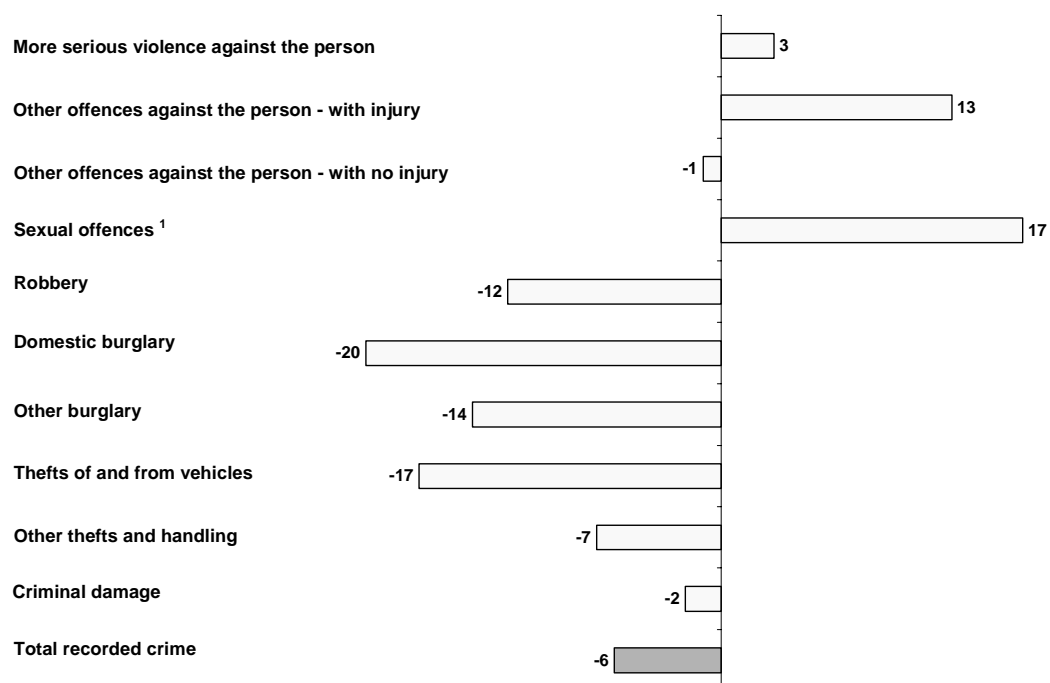 More serious violence against the person 3
Other offences against the person - with injury 13
Other offences against the person - with no injury -1
Sexual offences 1 17
Robbery -12
Domestic burglary -20
Other burglary -14
Thefts of and from vehicles -17
Other thefts and handling -7
Criminal damage -2
Total recorded crime -6